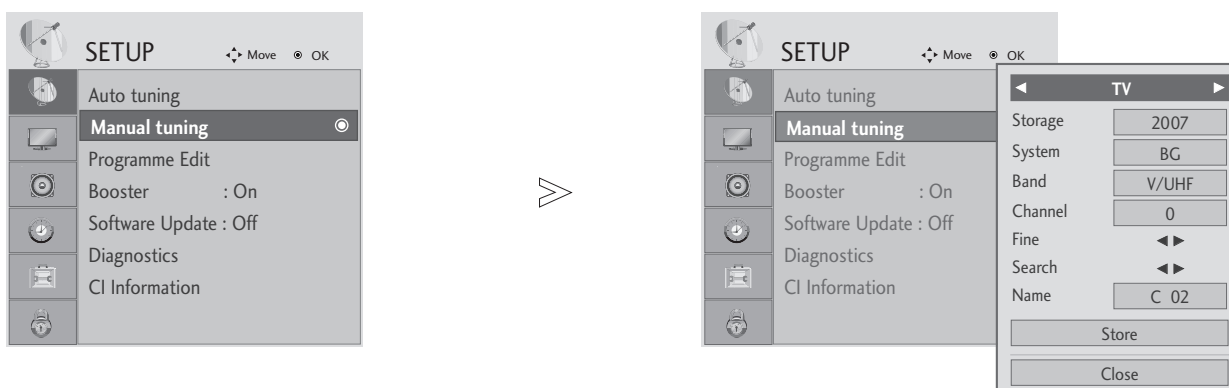 SETUP Move OK
Auto tuning
Manual tuning
Programme Edit
Booster : On
Software Update : Off
Diagnostics
CI Information
SETUP Move OK
Auto tuning
Manual tuning
Programme Edit
Booster : On
Software Update : Off
Diagnostics
CI Information
◄ TV ►
Storage 2007
System BG
Band V/UHF
Channel 0
Fine ◄ ►
Search ◄ ►
Name C 02
Store
Close